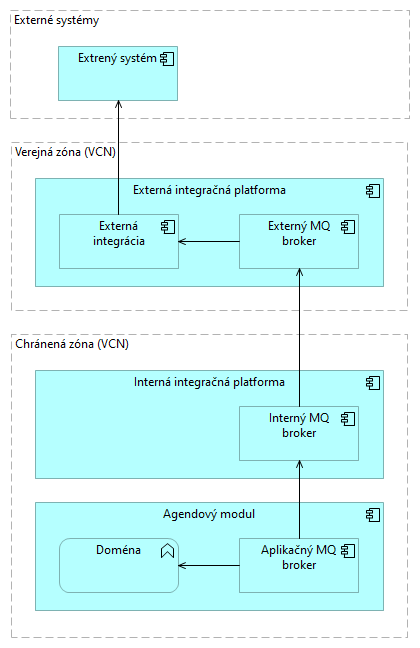 Externé systémy
Extrený systém
Verejná zóna (VCN)
Externá integračná platforma
Externá
integrácia
Externý MQ
broker
Chránená zóna (VCN)
Interná integračná platforma
Interný MQ
broker
Agendový modul
Doména
Aplikačný MQ
broker